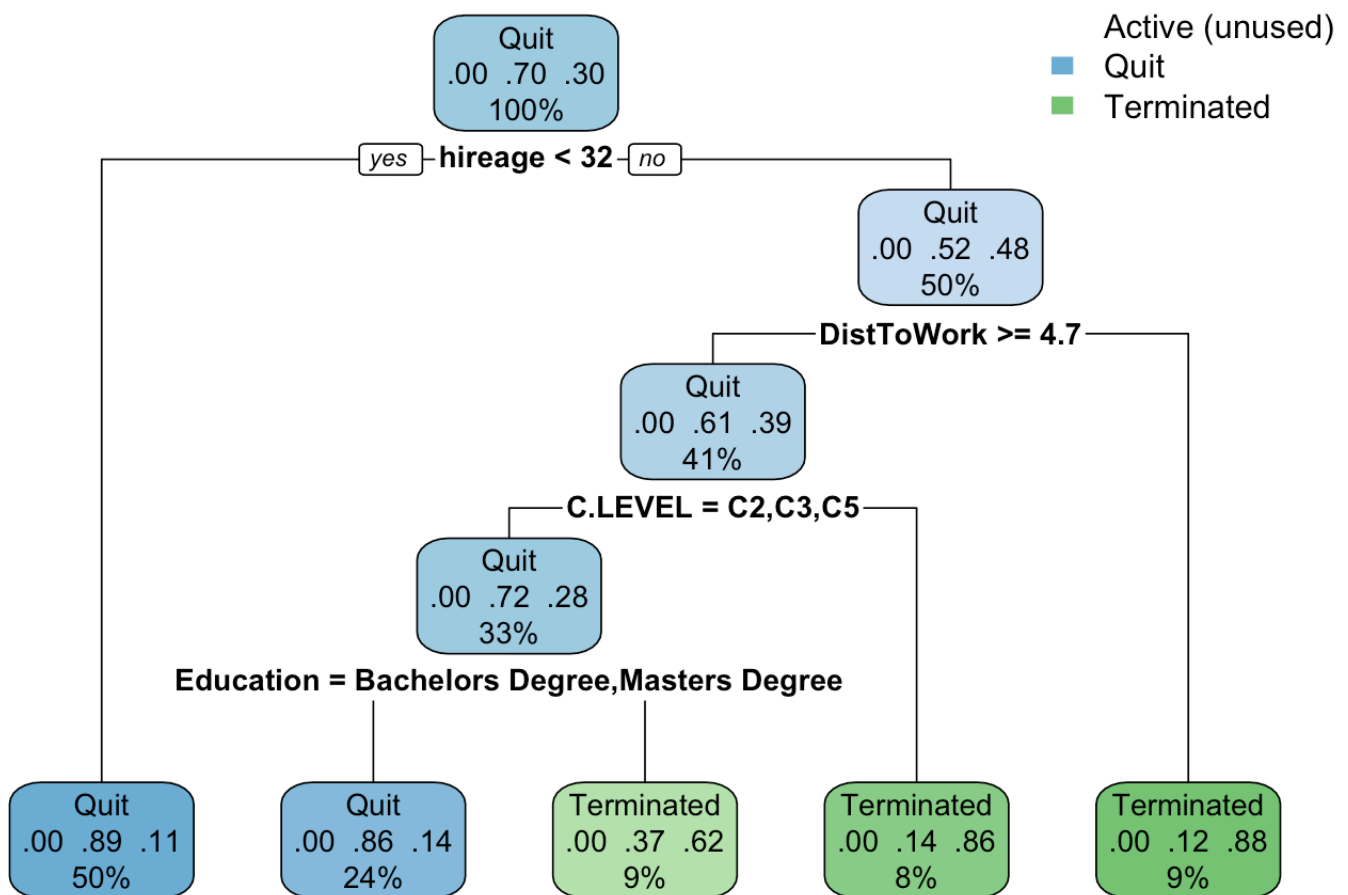 Quit
.00 .70 .30
100%
Active (unused)
Quit
Terminated
yes hireage < 32 no
Quit
.00 .52 .48
50%
DistToWork >= 4.7
Quit
.00 .61 .39
41%
C.LEVEL = C2,C3,C5
Quit
.00 .72 .28
33%
Education = Bachelors Degree,Masters Degree
Quit
.00 .89 .11
50%
Quit
.00 .86 .14
24%
Terminated
.00 .37 .62
9%
Terminated
.00 .14 .86
8%
Terminated
.00 .12 .88
9%